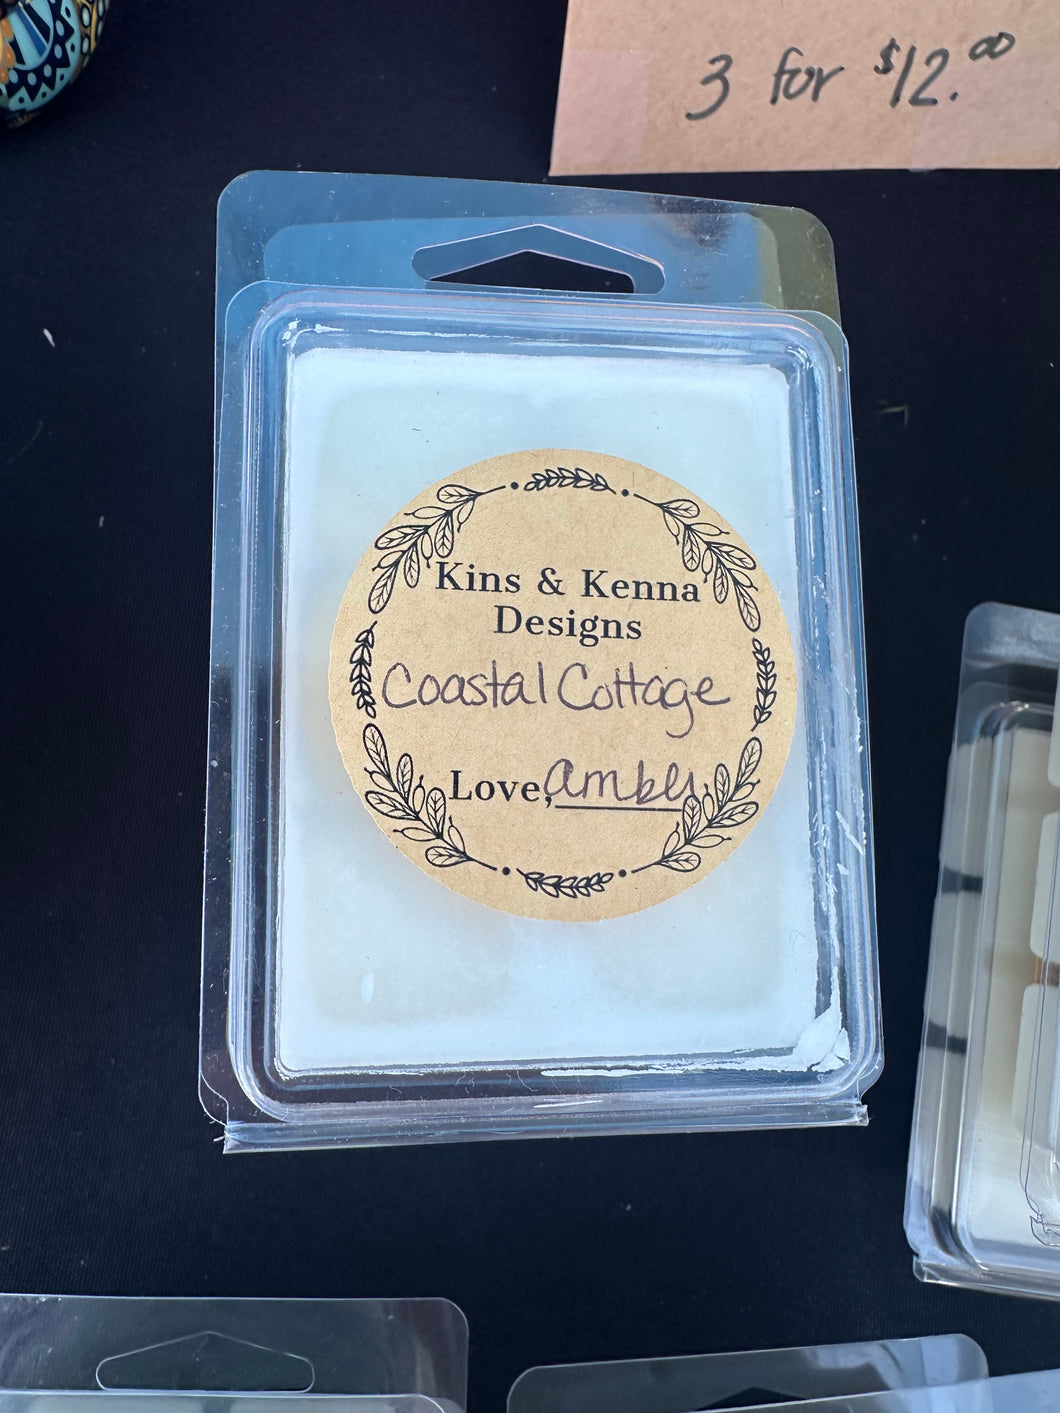 3 for $12.00
Kins & Kenna
Designs
Coastal Cottage
Love, amber